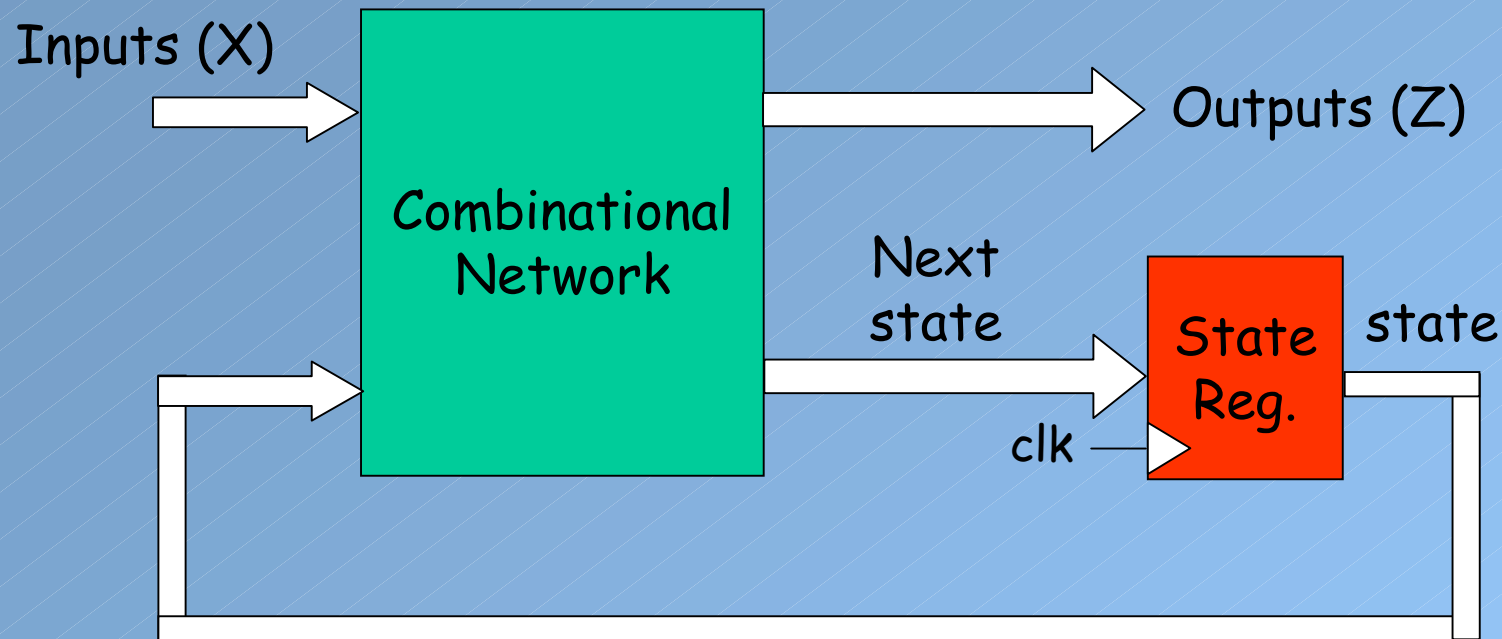 Inputs (X)
Outputs (Z)
Combinational
Network
Next
state
State
Reg.
state
clk